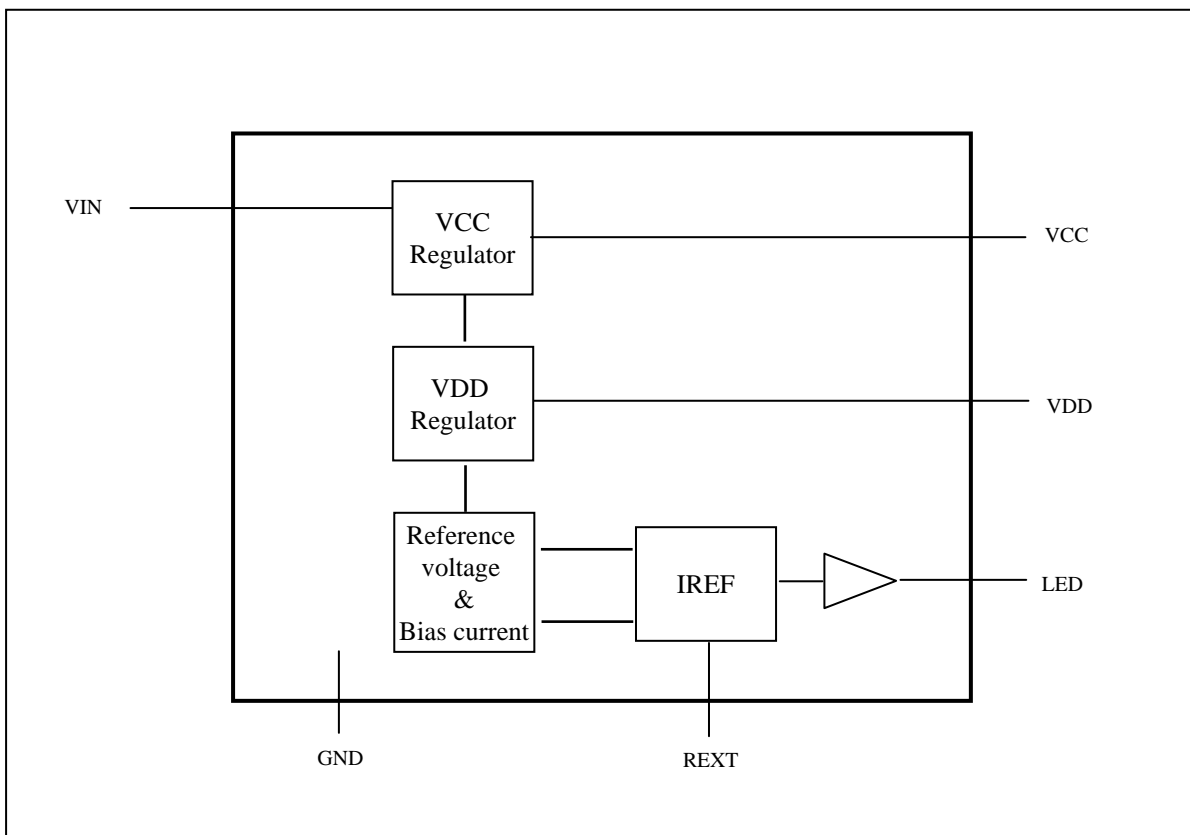 VIN
VCC
Regulator
VCC
VDD
Regulator
VDD
Reference
voltage
&
Bias current
IREF
LED
GND
REXT